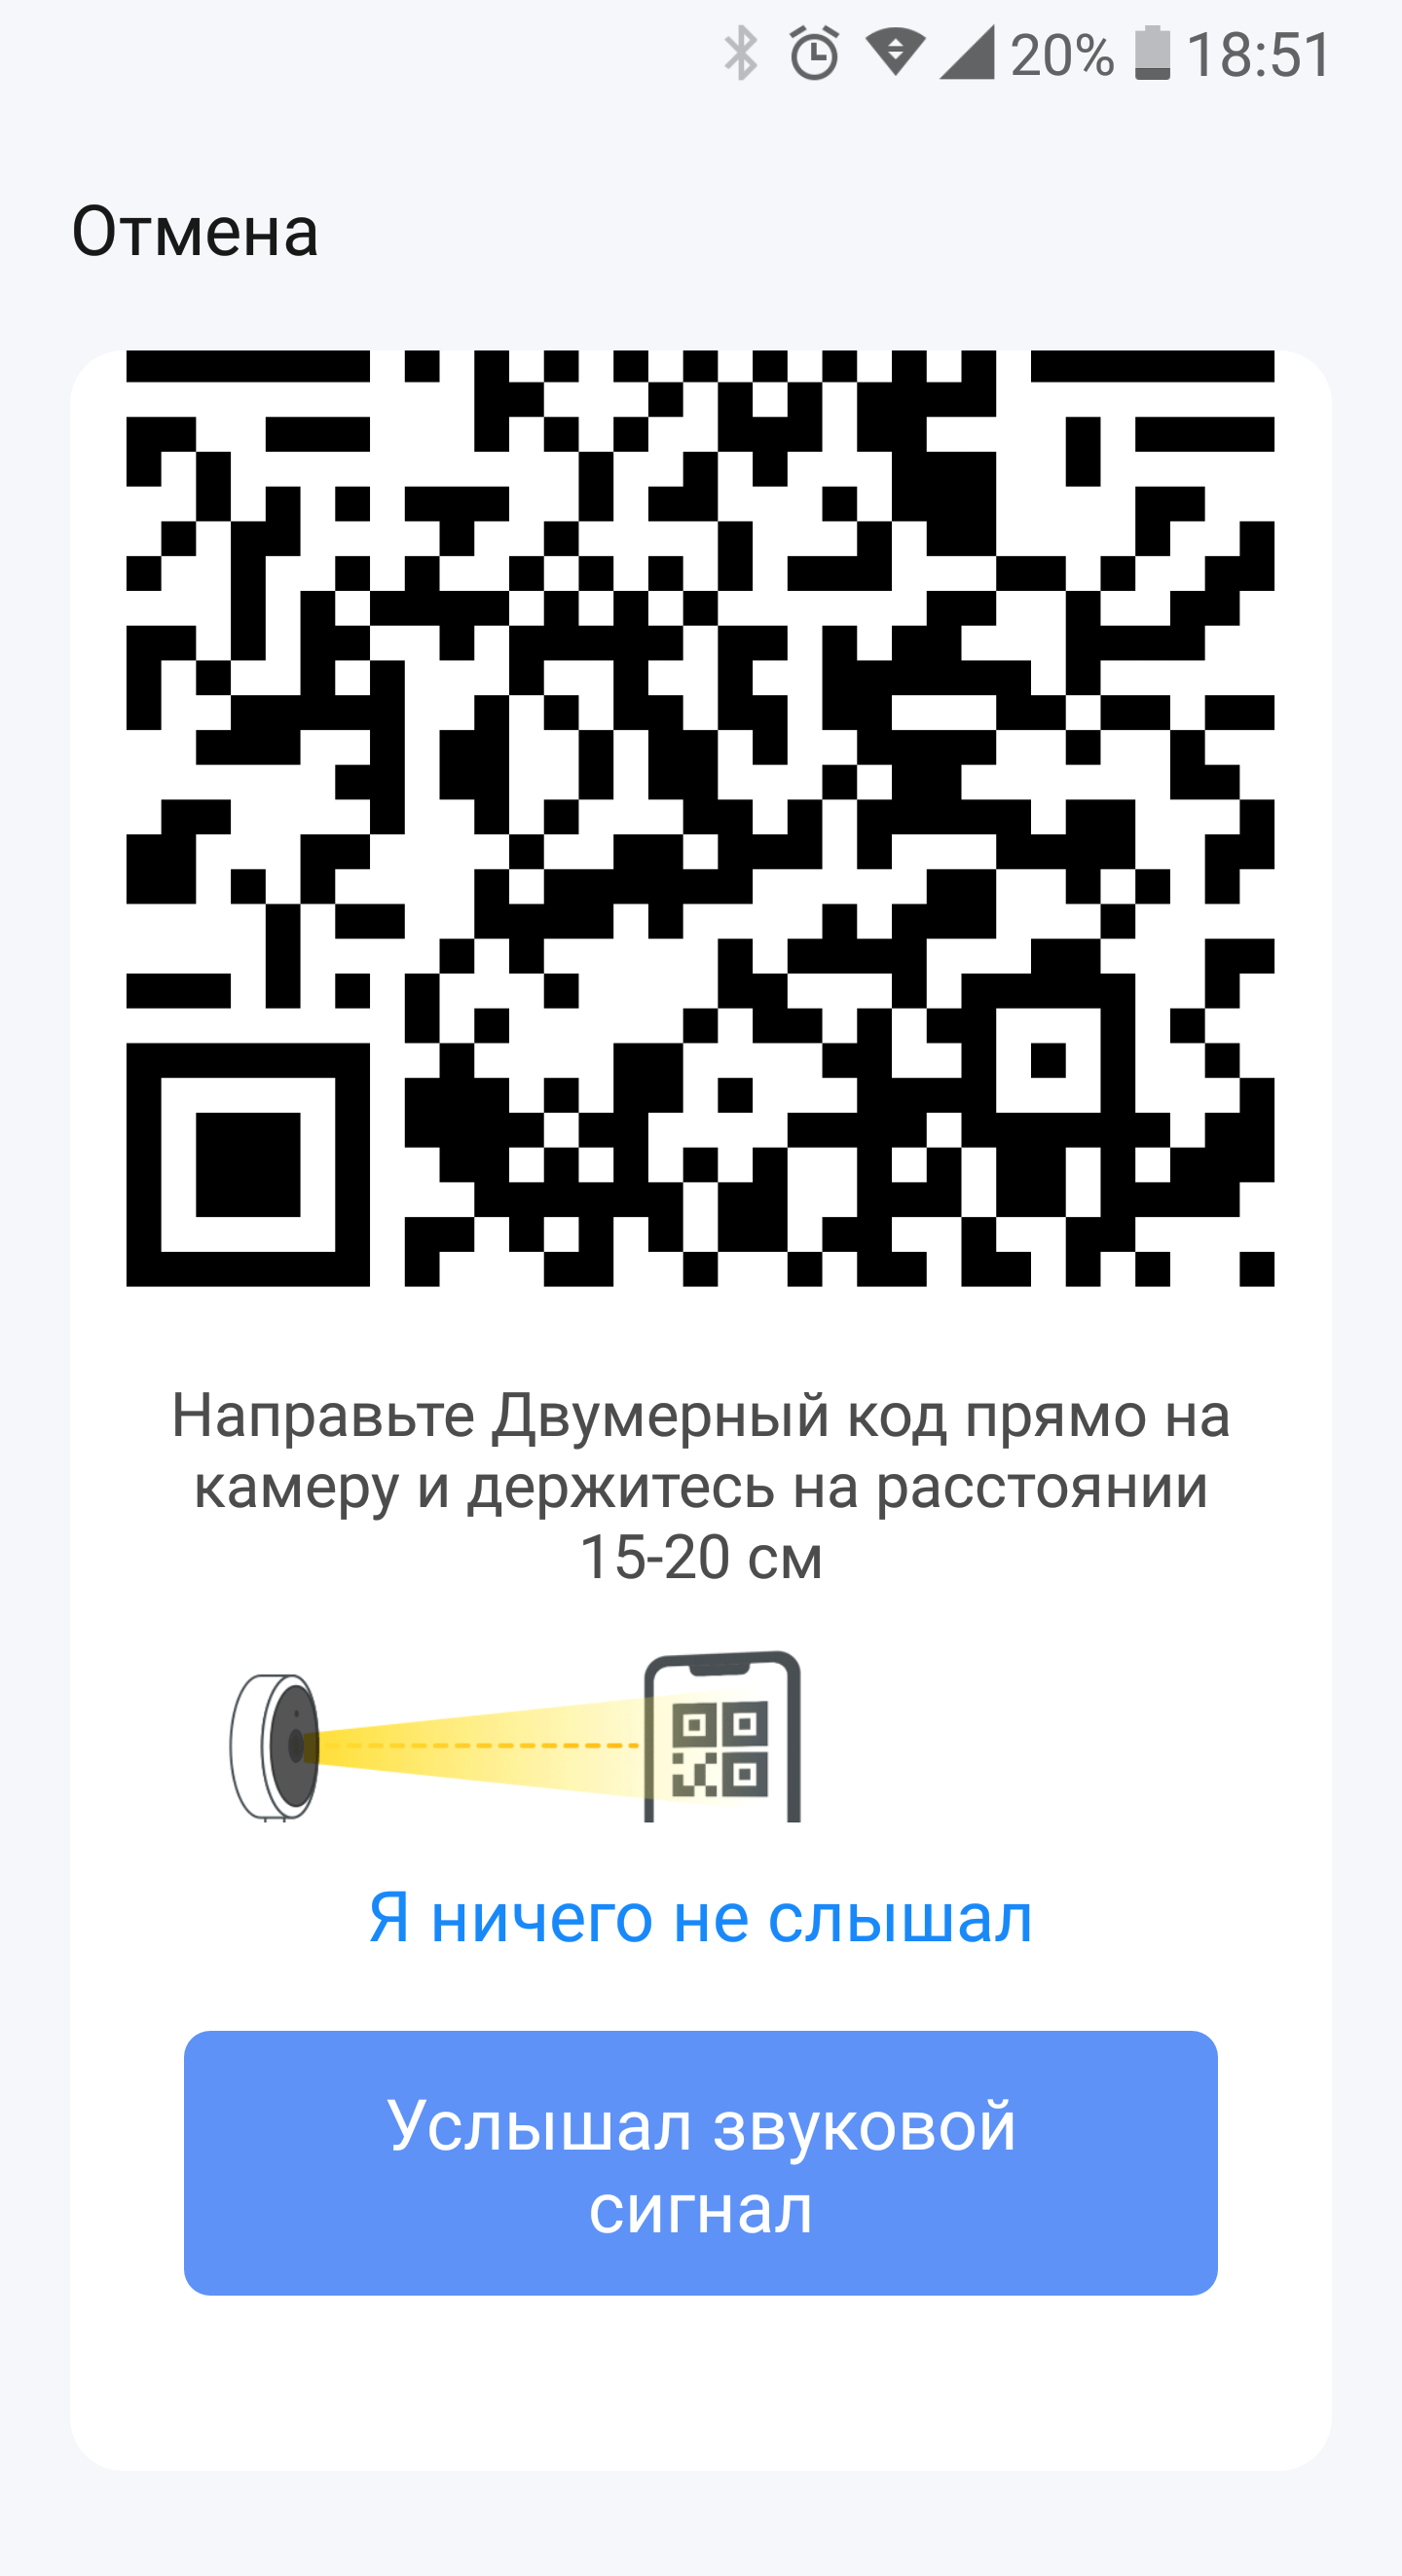 20% 18:51
Отмена
Направьте Двумерный код прямо на
камеру и держитесь на расстоянии
15-20 см
Я ничего не слышал
Услышал звуковой
сигнал